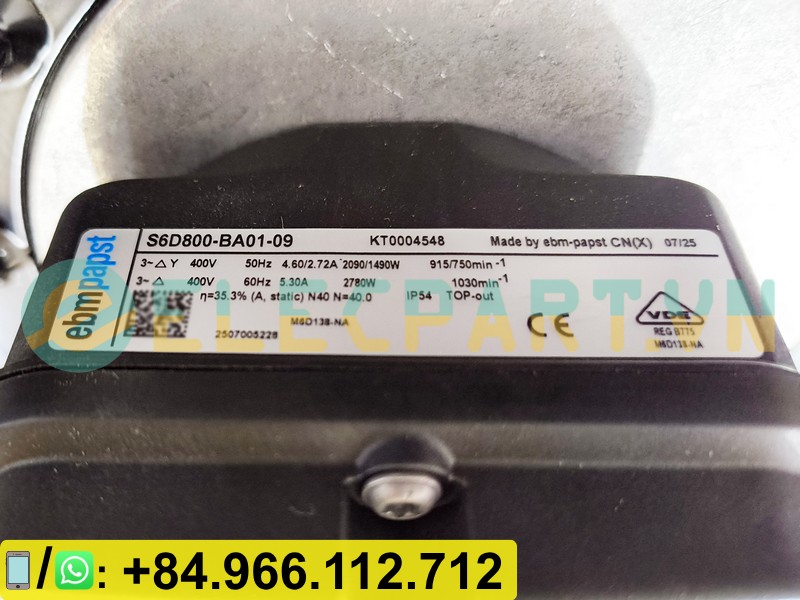 ebmpapst
S6D800-BA01-09 KT0004548 Made by ebm-papst CN(X) 07/25
3~ △ Y 400V 50Hz 4.60/2.72A 2090/1490W 915/750min⁻¹
3~ △ 400V 60Hz 5.30A 2780W 1030min⁻¹
η=35.3% (A, static) N40 N=40.0 IP54 TOP-out
M6D138-NA
2507005228
CE
VDE
REG B775
M6D138-NA
ELECPART.VN
/ : +84.966.112.712